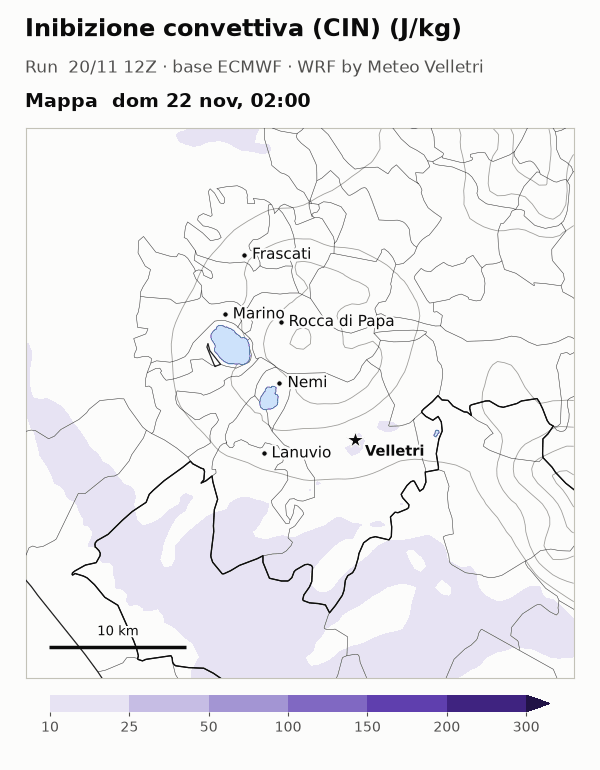 Inibizione convettiva (CIN) (J/kg)
Run  20/11 12Z · base ECMWF · WRF by Meteo Velletri
Mappa  dom 22 nov, 02:00
Frascati
Marino
Rocca di Papa
Nemi
Velletri
Lanuvio
10 km
10 25 50 100 150 200 300